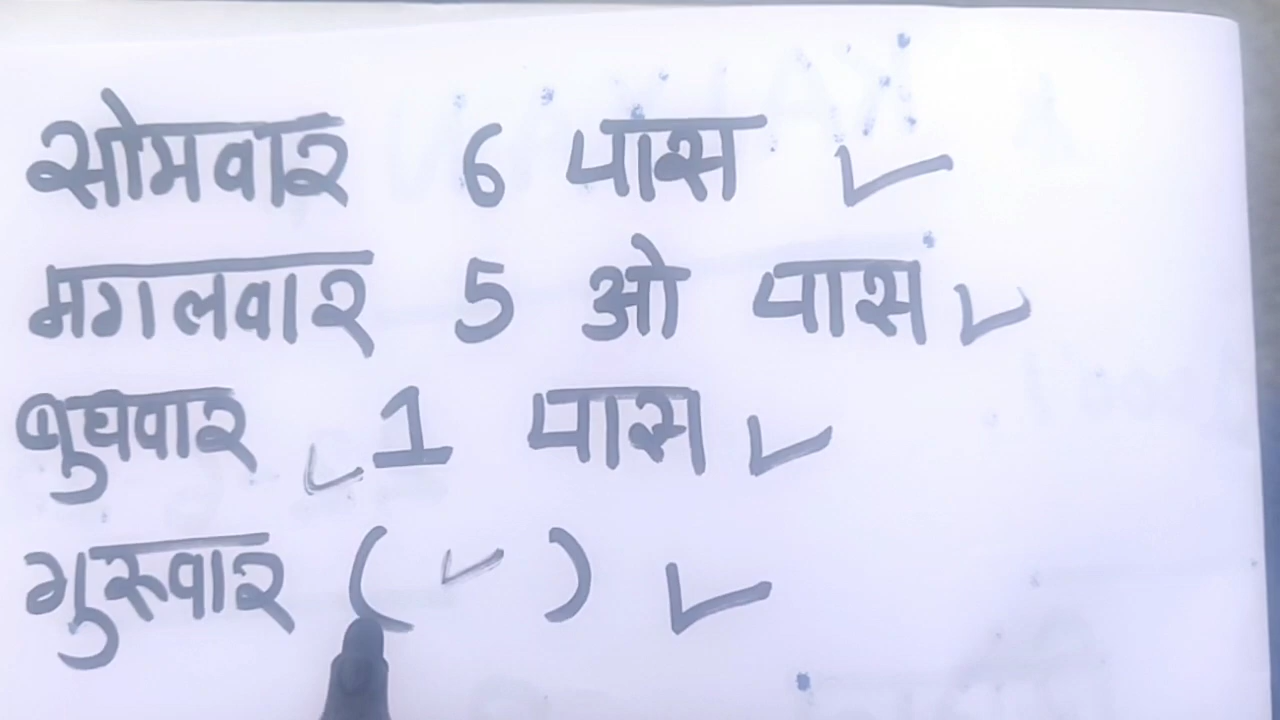 सोमवार 6 पास ✓
मगलवार 5 ओ पास ✓
बुधवार ✓ 1 पास ✓
गुरुवार ( ✓ ) ✓